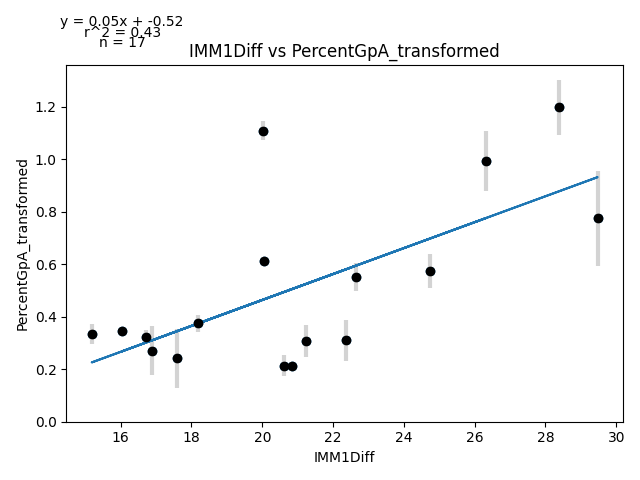 y = 0.05x + -0.52
r^2 = 0.43
n = 17
IMM1Diff vs PercentGpA_transformed
PercentGpA_transformed
1.2
1.0
0.8
0.6
0.4
0.2
0.0
16
18
20
22
24
26
28
30
IMM1Diff